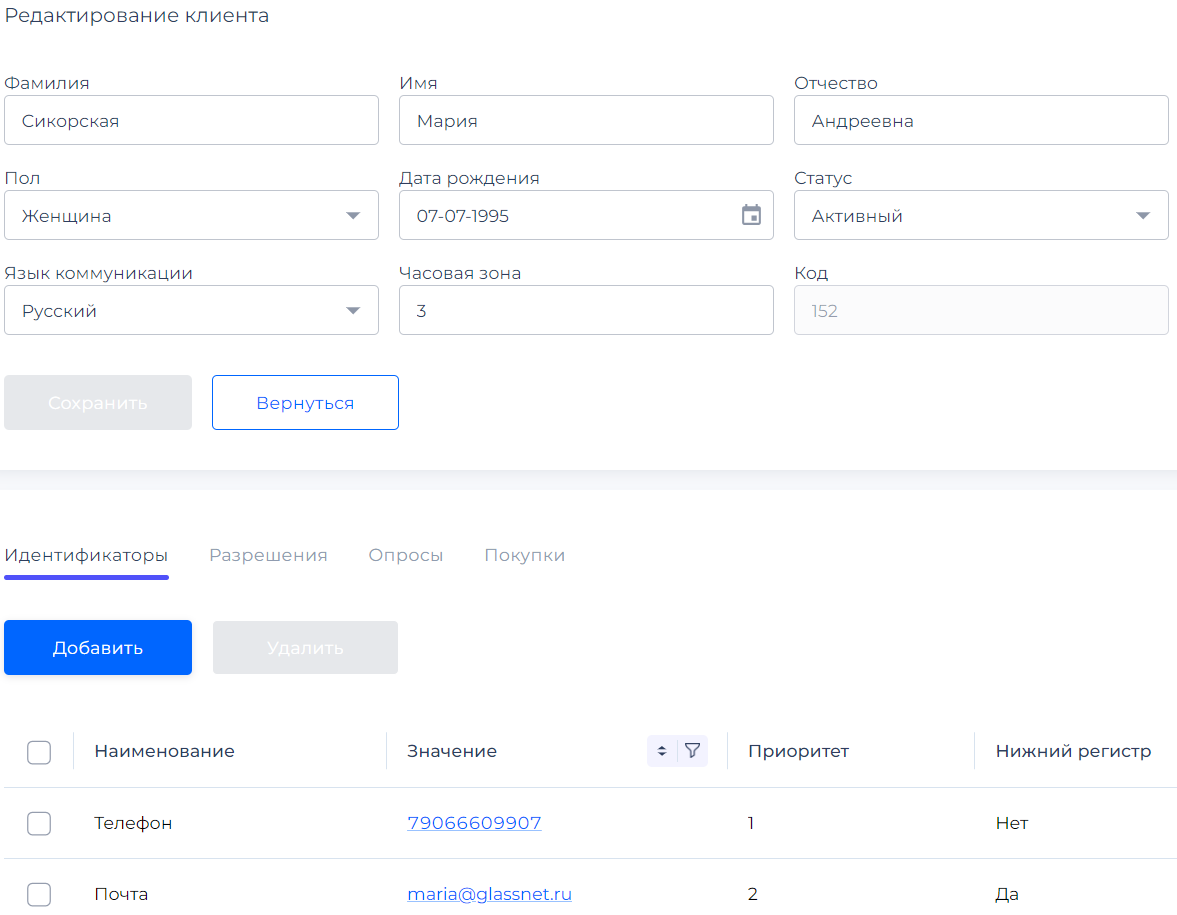 Редактирование клиента
Фамилия Имя Отчество
Сикорская Мария Андреевна
Пол Дата рождения Статус
Женщина 07-07-1995 Активный
Язык коммуникации Часовая зона Код
Русский 3 152
Сохранить Вернуться
Идентификаторы Разрешения Опросы Покупки
Добавить Удалить
Наименование Значение Приоритет Нижний регистр
Телефон 79066609907 1 Нет
Почта maria@glassnet.ru 2 Да